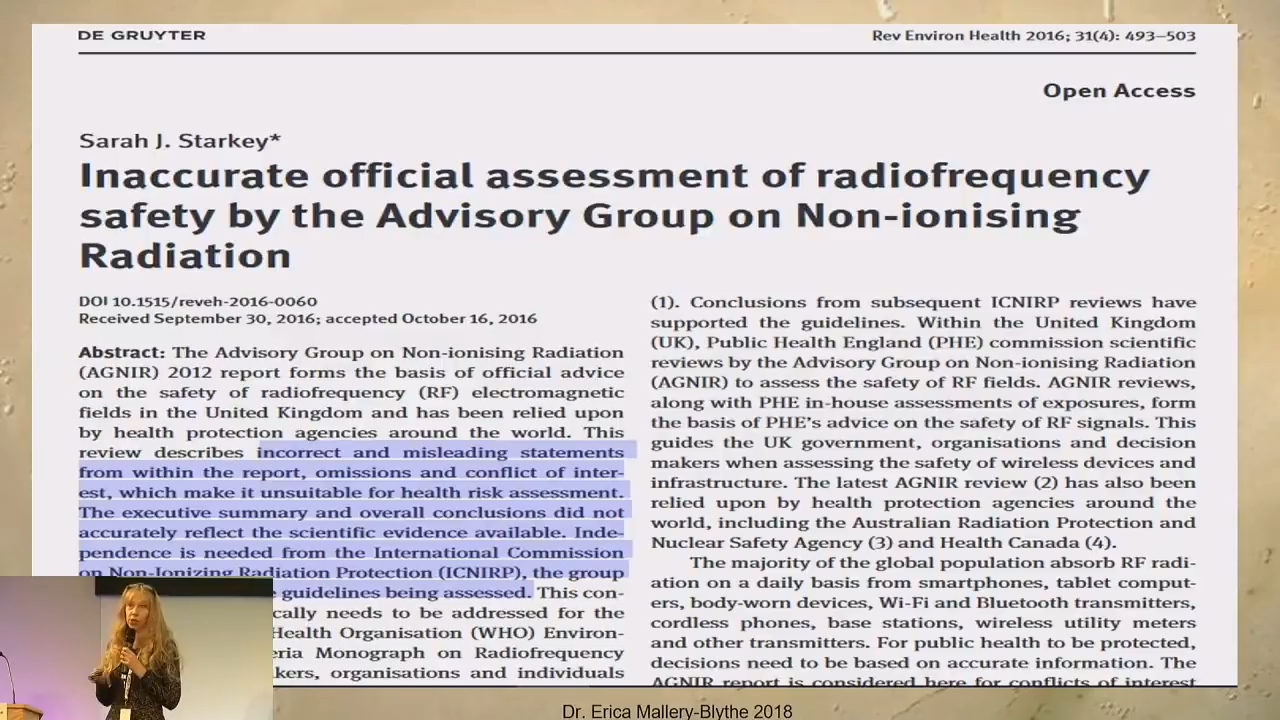 DE GRUYTER
Rev Environ Health 2016; 31(4): 493–503
Open Access
Sarah J. Starkey*
Inaccurate official assessment of radiofrequency
safety by the Advisory Group on Non-ionising
Radiation
DOI 10.1515/reveh-2016-0060
Received September 30, 2016; accepted October 16, 2016
Abstract: The Advisory Group on Non-ionising Radiation
(AGNIR) 2012 report forms the basis of official advice
on the safety of radiofrequency (RF) electromagnetic
fields in the United Kingdom and has been relied upon
by health protection agencies around the world. This
review describes incorrect and misleading statements
from within the report, omissions and conflict of inter-
est, which make it unsuitable for health risk assessment.
The executive summary and overall conclusions did not
accurately reflect the scientific evidence available. Inde-
pendence is needed from the International Commission
on Non-Ionizing Radiation Protection (ICNIRP), the group
guidelines being assessed. This con-
cally needs to be addressed for the
Health Organisation (WHO) Environ-
eria Monograph on Radiofrequency
kers, organisations and individuals
(1). Conclusions from subsequent ICNIRP reviews have
supported the guidelines. Within the United Kingdom
(UK), Public Health England (PHE) commission scientific
reviews by the Advisory Group on Non-ionising Radiation
(AGNIR) to assess the safety of RF fields. AGNIR reviews,
along with PHE in-house assessments of exposures, form
the basis of PHE's advice on the safety of RF signals. This
guides the UK government, organisations and decision
makers when assessing the safety of wireless devices and
infrastructure. The latest AGNIR review (2) has also been
relied upon by health protection agencies around the
world, including the Australian Radiation Protection and
Nuclear Safety Agency (3) and Health Canada (4).
The majority of the global population absorb RF radi-
ation on a daily basis from smartphones, tablet comput-
ers, body-worn devices, Wi-Fi and Bluetooth transmitters,
cordless phones, base stations, wireless utility meters
and other transmitters. For public health to be protected,
decisions need to be based on accurate information. The
AGNIR report is considered here for conflicts of interest
Dr. Erica Mallery-Blythe 2018